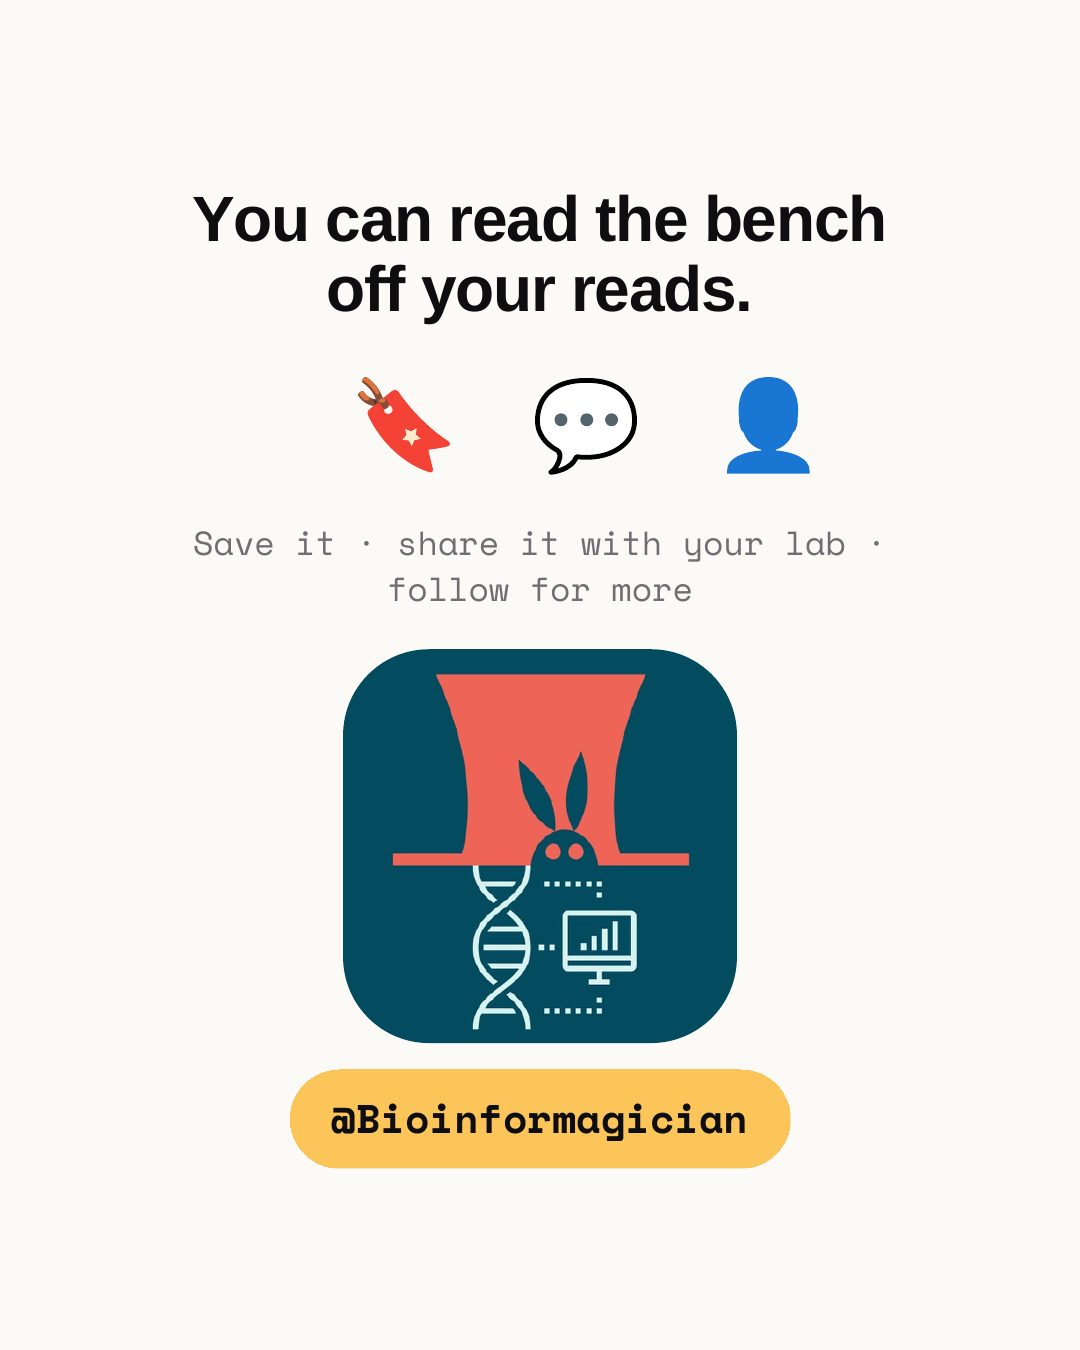 You can read the bench
off your reads.
Save it · share it with your lab ·
follow for more
@Bioinformagician